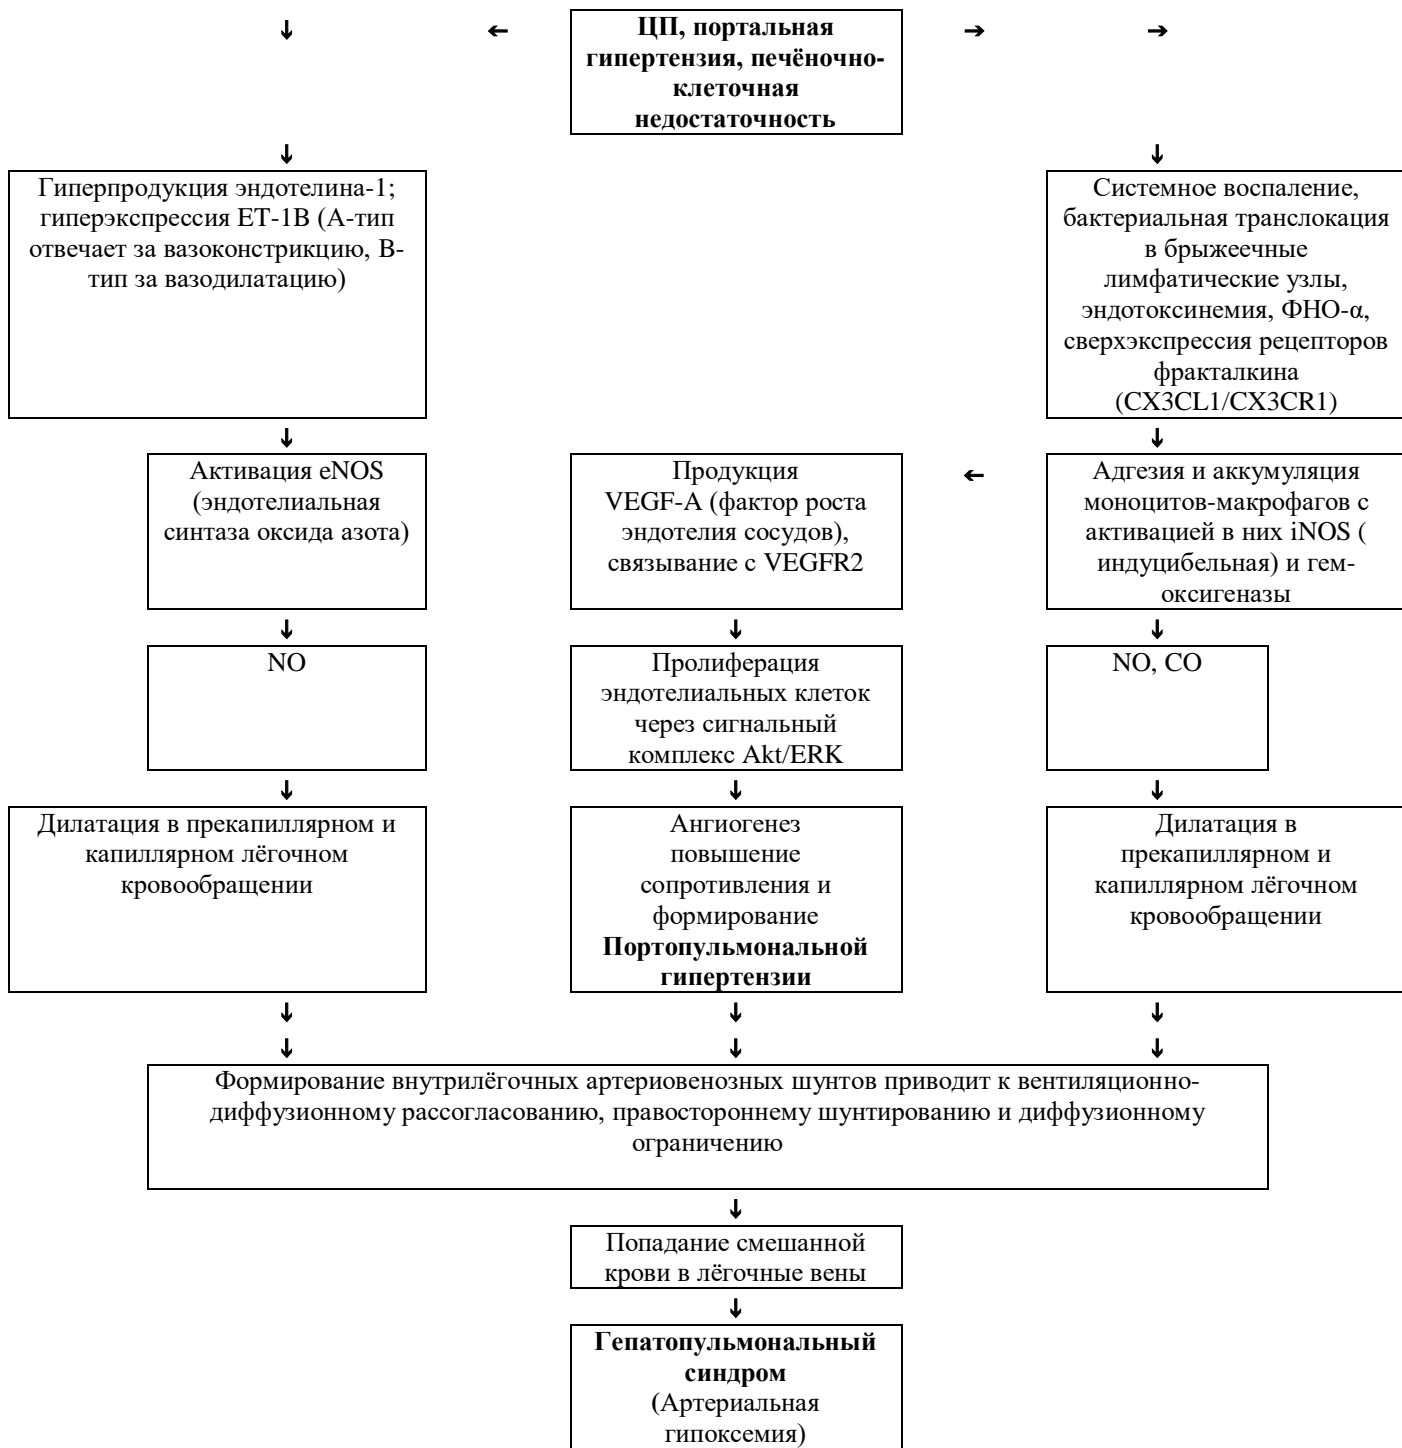 ЦП, портальная
гипертензия, печёночно-
клеточная
недостаточность
Гиперпродукция эндотелина-1;
гиперэкспрессия ET-1B (А-тип
отвечает за вазоконстрикцию, В-
тип за вазодилатацию)
Системное воспаление,
бактериальная транслокация
в брыжеечные
лимфатические узлы,
эндотоксинемия, ФНО-α,
сверхэкспрессия рецепторов
фракталкина
(CX3CL1/CX3CR1)
Активация eNOS
(эндотелиальная
синтаза оксида азота)
Продукция
VEGF-A (фактор роста
эндотелия сосудов),
связывание с VEGFR2
Адгезия и аккумуляция
моноцитов-макрофагов с
активацией в них iNOS (
индуцибельная) и гем-
оксигеназы
NO
Пролиферация
эндотелиальных клеток
через сигнальный
комплекс Akt/ERK
NO, CO
Дилатация в прекапиллярном и
капиллярном лёгочном
кровообращении
Ангиогенез
повышение
сопротивления и
формирование
Портопульмональной
гипертензии
Дилатация в
прекапиллярном и
капиллярном лёгочном
кровообращении
Формирование внутрилёгочных артериовенозных шунтов приводит к вентиляционно-
диффузионному рассогласованию, правостороннему шунтированию и диффузионному
ограничению
Попадание смешанной
крови в лёгочные вены
Гепатопульмональный
синдром
(Артериальная
гипоксемия)